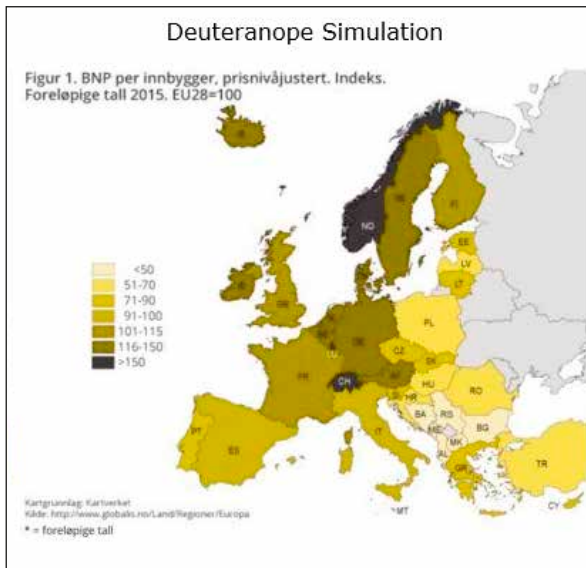 Deuteranope Simulation
Figur 1. BNP per innbygger, prisnivåjustert. Indeks.
Foreløpige tall 2015. EU28=100
IS
NO
SE
FI
EE
LV
LT
IE
GB
<50
51-70
71-90
91-100
101-115
116-150
>150
DE
PL
LU
CZ
SK
FR
CH
AT
HU
RO
HR
BA
RS
ME
BG
MK
AL
PT
ES
IT
GR
TR
MT
CY
Kartgrunnlag: Kartverket
Kilde: http://www.globalis.no/Land/Regioner/Europa
* = foreløpige tall